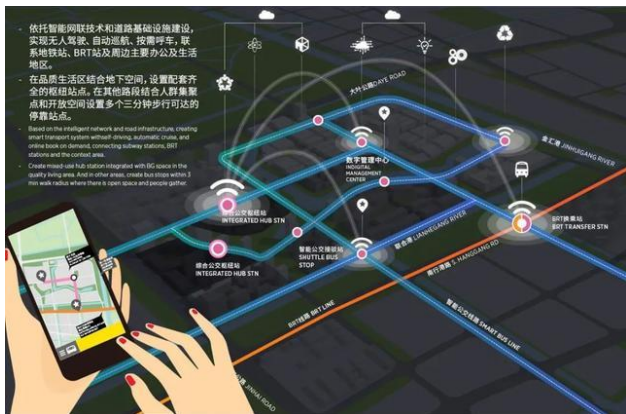 - 依托智能网联技术和道路基础设施建设，
实现无人驾驶、自动巡航、按需呼车，联
系地铁站、BRT站及周边主要办公及生活
地区。
- 在品质生活区结合地下空间，设置配套齐
全的枢纽站点。在其他路段结合人群集聚
点和开放空间设置多个三分钟步行可达的
停靠站点。
- Based on the intelligent network and road infrastructure, creating
smart transport system withself-driving, automatic cruise, and
online book on demand, connecting subway stations, BRT
stations and the context area.
- Create mixed-use hub station integrated with BG space in the
quality living area. And in other areas, create bus stops within 3
min walk radius where there is open space and people gather.
大叶公路DAYE ROAD
金汇港 JINHUIGANG RIVER
数字管理中心
INDIGITAL
MANAGEMENT
CENTER
综合公交枢纽站
INTEGRATED HUB STN
综合公交枢纽站
INTEGRATED HUB STN
智能公交接驳站
SHUTTLE BUS
STOP
LIANHEGANG RIVER
BRT换乘站
BRT TRANSFER STN
南行港路 S. HANGGANG RD
BRT线路 BRT LINE
智能公交线路 SMART BUS LINE
JINHAI ROAD